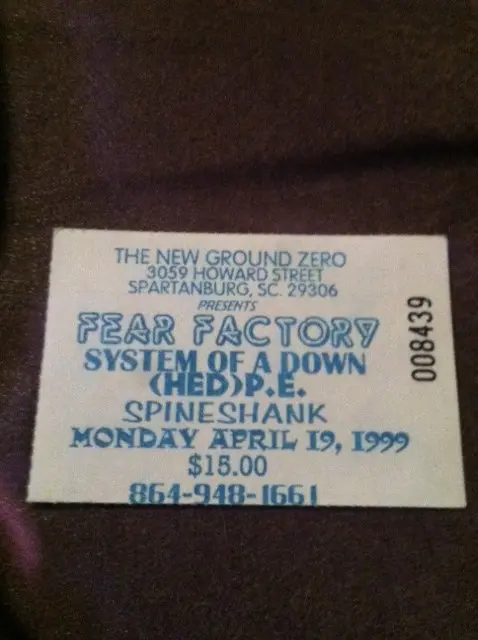 THE NEW GROUND ZERO
3059 HOWARD STREET
SPARTANBURG, SC. 29306
PRESENTS
FEAR FACTORY
SYSTEM OF A DOWN
(HED)P.E.
SPINESHANK
MONDAY APRIL 19, 1999
$15.00
864-948-1661
008439